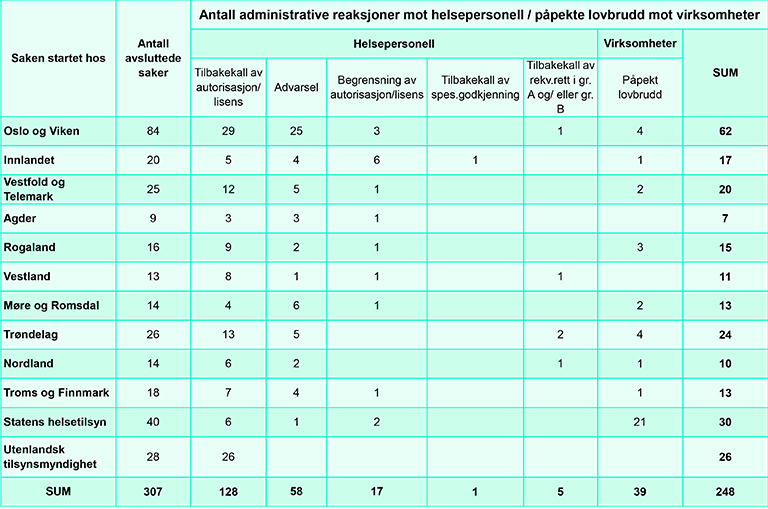 Saken startet hos
Antall avsluttede saker
Antall administrative reaksjoner mot helsepersonell / påpekte lovbrudd mot virksomheter
Helsepersonell
Virksomheter
SUM
Tilbakekall av autorisasjon/ lisens
Advarsel
Begrensning av autorisasjon/lisens
Tilbakekall av spes.godkjenning
Tilbakekall av rekv.rett i gr. A og/ eller gr. B
Påpekt lovbrudd
Oslo og Viken 84 29 25 3 1 4 62
Innlandet 20 5 4 6 1 1 17
Vestfold og Telemark 25 12 5 1 2 20
Agder 9 3 3 1 7
Rogaland 16 9 2 1 3 15
Vestland 13 8 1 1 1 11
Møre og Romsdal 14 4 6 1 2 13
Trøndelag 26 13 5 2 4 24
Nordland 14 6 2 1 1 10
Troms og Finnmark 18 7 4 1 1 13
Statens helsetilsyn 40 6 1 2 21 30
Utenlandsk tilsynsmyndighet 28 26 26
SUM 307 128 58 17 1 5 39 248